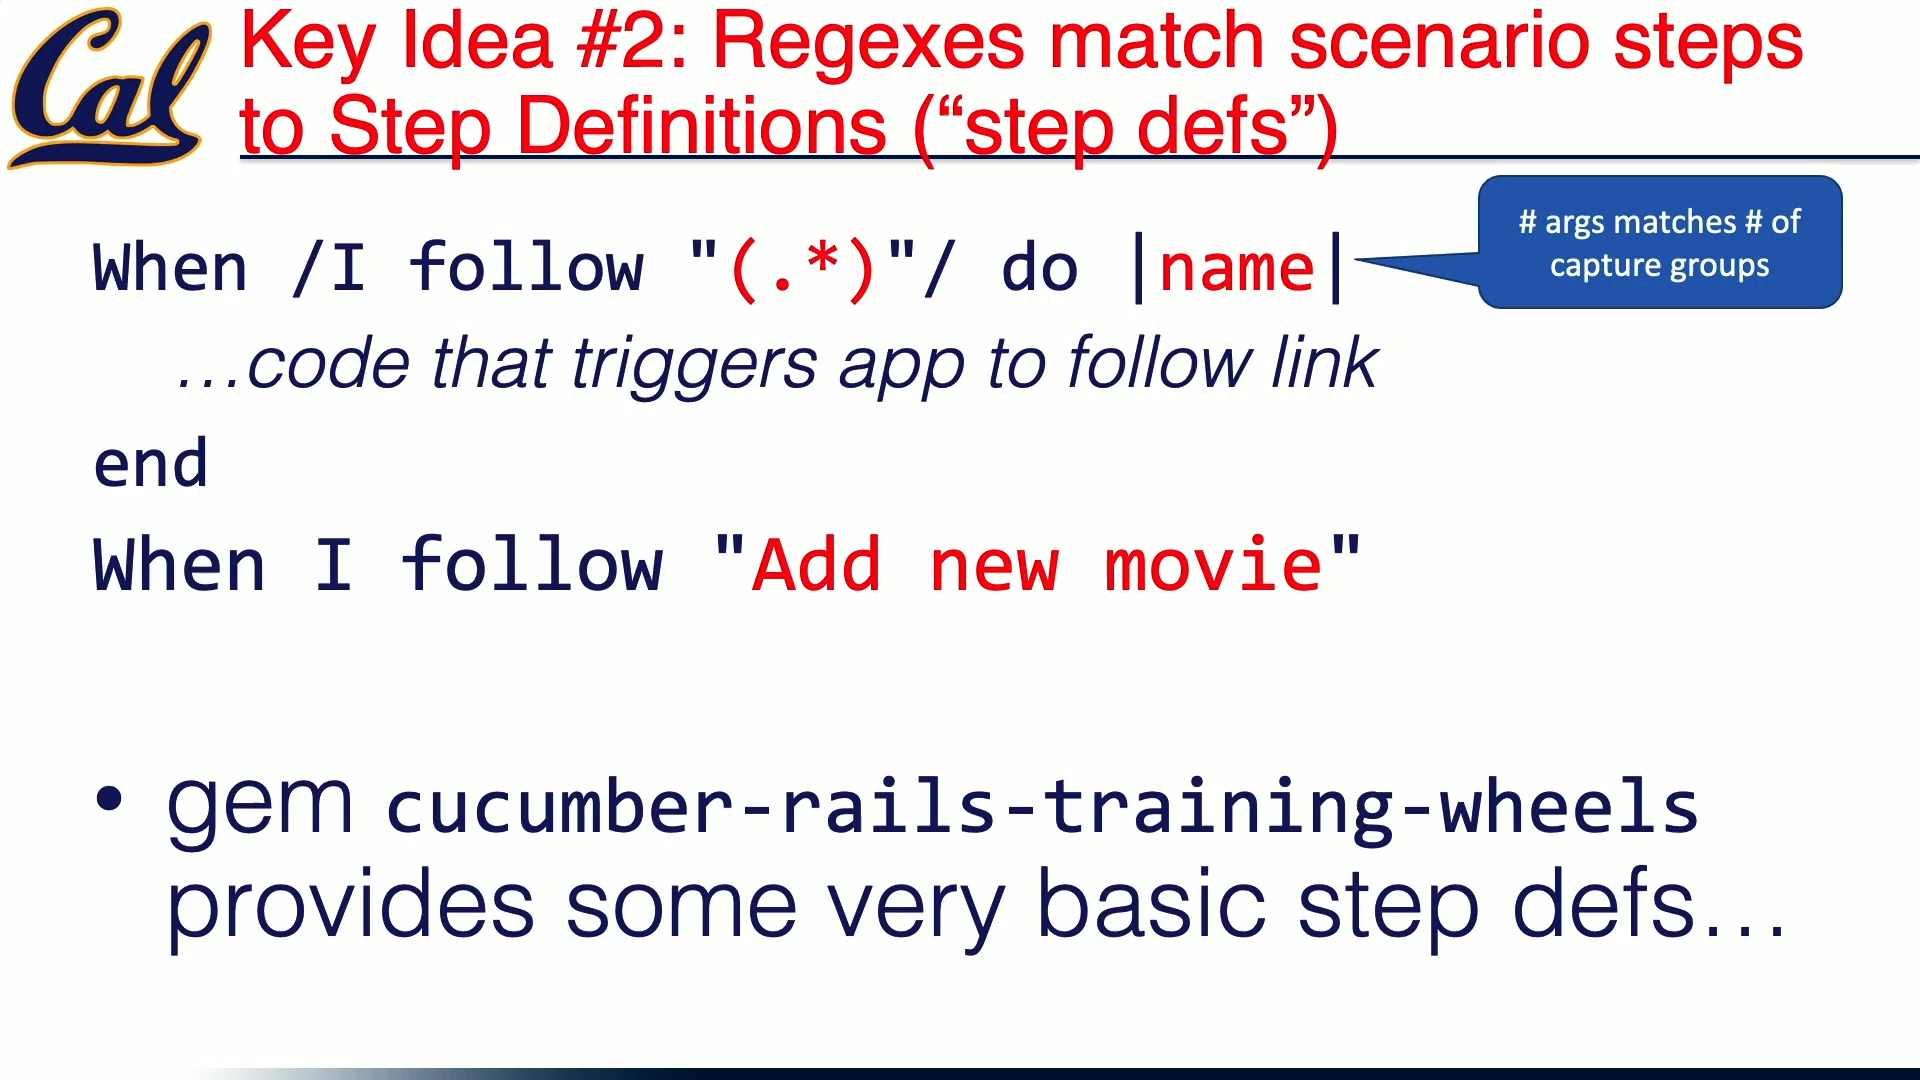 Cal
Key Idea #2: Regexes match scenario steps
to Step Definitions (“step defs”)
# args matches # of
capture groups
When /I follow "(.*)"/ do |name|
…code that triggers app to follow link
end
When I follow "Add new movie"
• gem cucumber-rails-training-wheels
provides some very basic step defs…